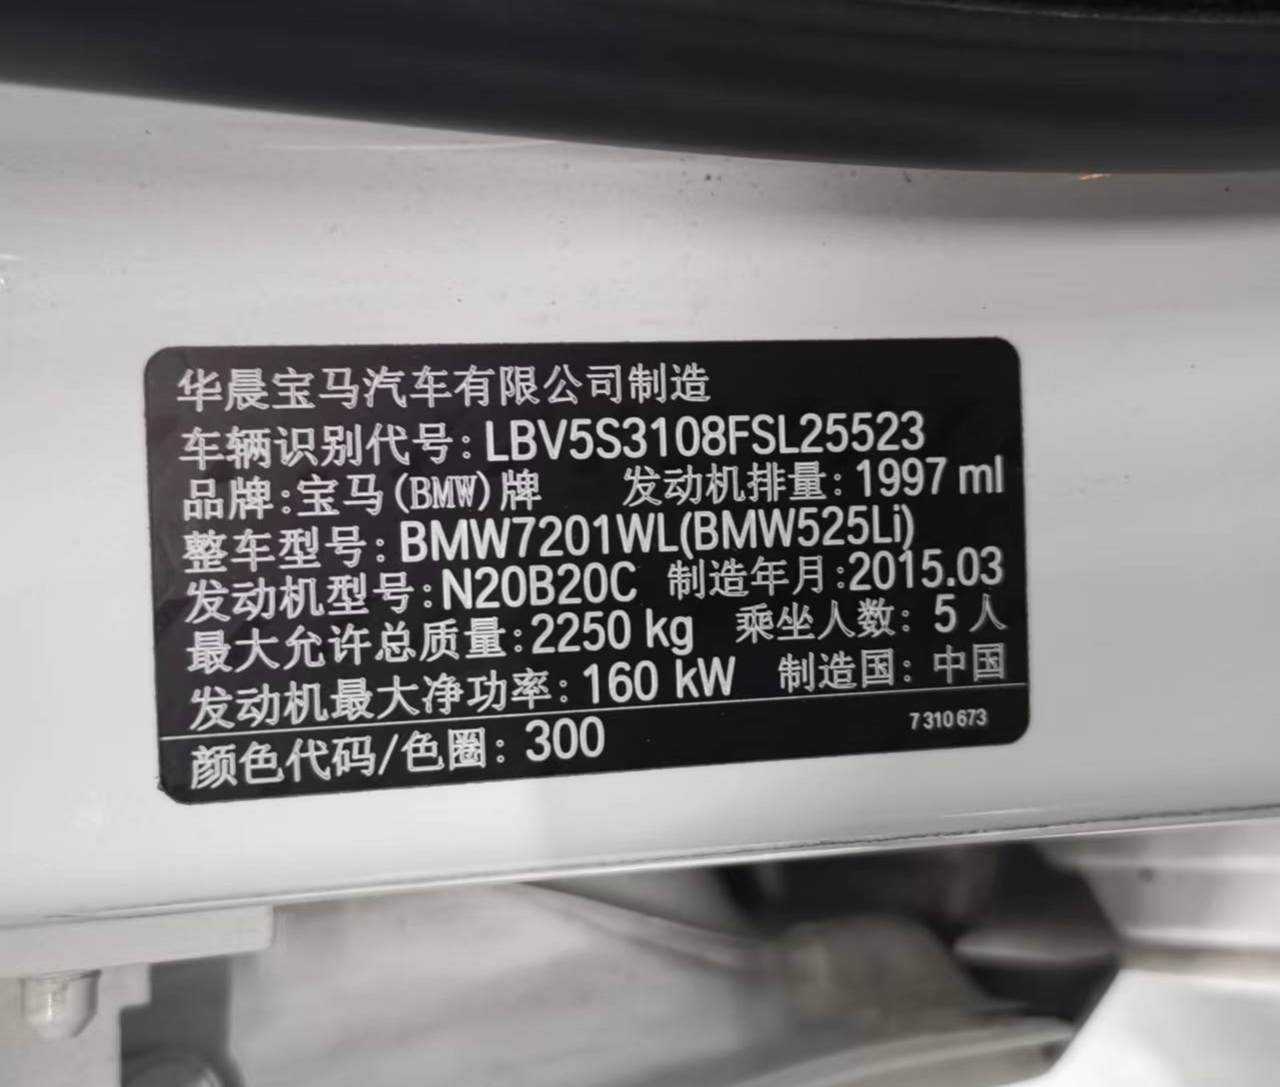 华晨宝马汽车有限公司制造
车辆识别代号:LBV5S3108FSL25523
品牌:宝马(BMW)牌 发动机排量:1997 ml
整车型号:BMW7201WL(BMW525Li)
发动机型号:N20B20C 制造年月:2015.03
最大允许总质量:2250 kg 乘坐人数:5人
发动机最大净功率:160 kW 制造国:中国
颜色代码/色圈:300 7 310 673